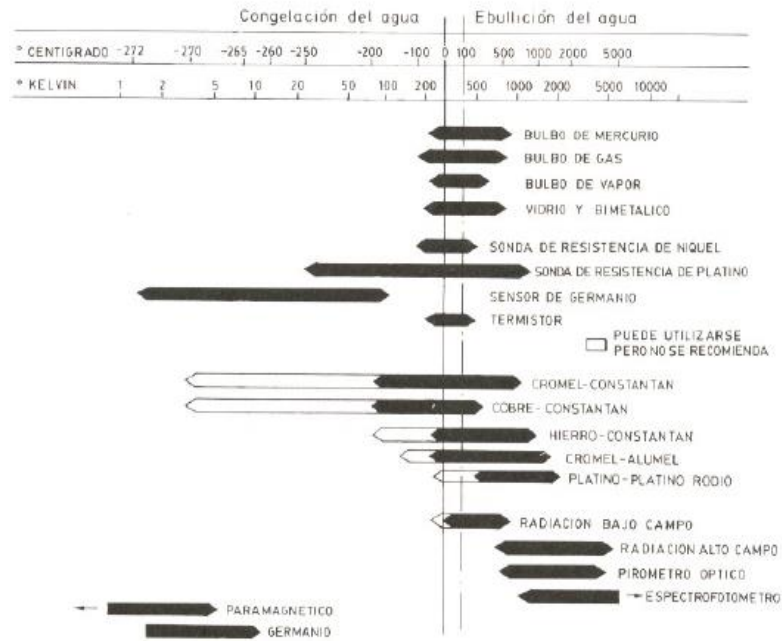 Congelación del agua Ebullición del agua
° CENTIGRADO -272 -270 -265 -260 -250 -200 -100 0 100 500 1000 2000 5000
° KELVIN 1 2 5 10 20 50 100 200 500 1000 2000 5000 10000
BULBO DE MERCURIO
BULBO DE GAS
BULBO DE VAPOR
VIDRIO Y BIMETALICO
SONDA DE RESISTENCIA DE NIQUEL
SONDA DE RESISTENCIA DE PLATINO
SENSOR DE GERMANIO
TERMISTOR
PUEDE UTILIZARSE
PERO NO SE RECOMIENDA
CROMEL-CONSTANTAN
COBRE-CONSTANTAN
HIERRO-CONSTANTAN
CROMEL-ALUMEL
PLATINO-PLATINO RODIO
RADIACION BAJO CAMPO
RADIACION ALTO CAMPO
PIROMETRO OPTICO
ESPECTROFOTOMETRO
PARAMAGNETICO
GERMANIO